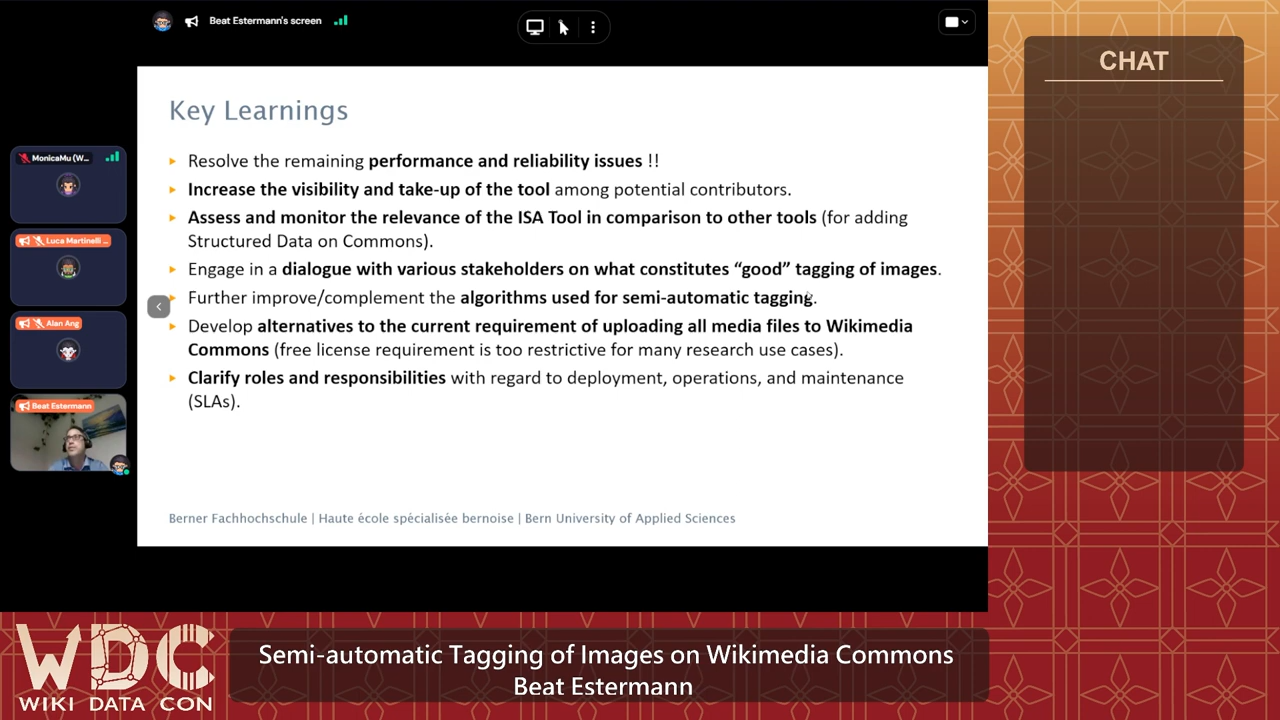 Beat Estermann's screen
CHAT
Key Learnings
Resolve the remaining performance and reliability issues !!
Increase the visibility and take-up of the tool among potential contributors.
Assess and monitor the relevance of the ISA Tool in comparison to other tools (for adding
Structured Data on Commons).
Engage in a dialogue with various stakeholders on what constitutes “good” tagging of images.
Further improve/complement the algorithms used for semi-automatic tagging.
Develop alternatives to the current requirement of uploading all media files to Wikimedia
Commons (free license requirement is too restrictive for many research use cases).
Clarify roles and responsibilities with regard to deployment, operations, and maintenance
(SLAs).
Berner Fachhochschule | Haute école spécialisée bernoise | Bern University of Applied Sciences
MonicaMu (W...
Luca Martinelli ...
Alan Ang
Beat Estermann
WDC
WIKI DATA CON
Semi-automatic Tagging of Images on Wikimedia Commons
Beat Estermann